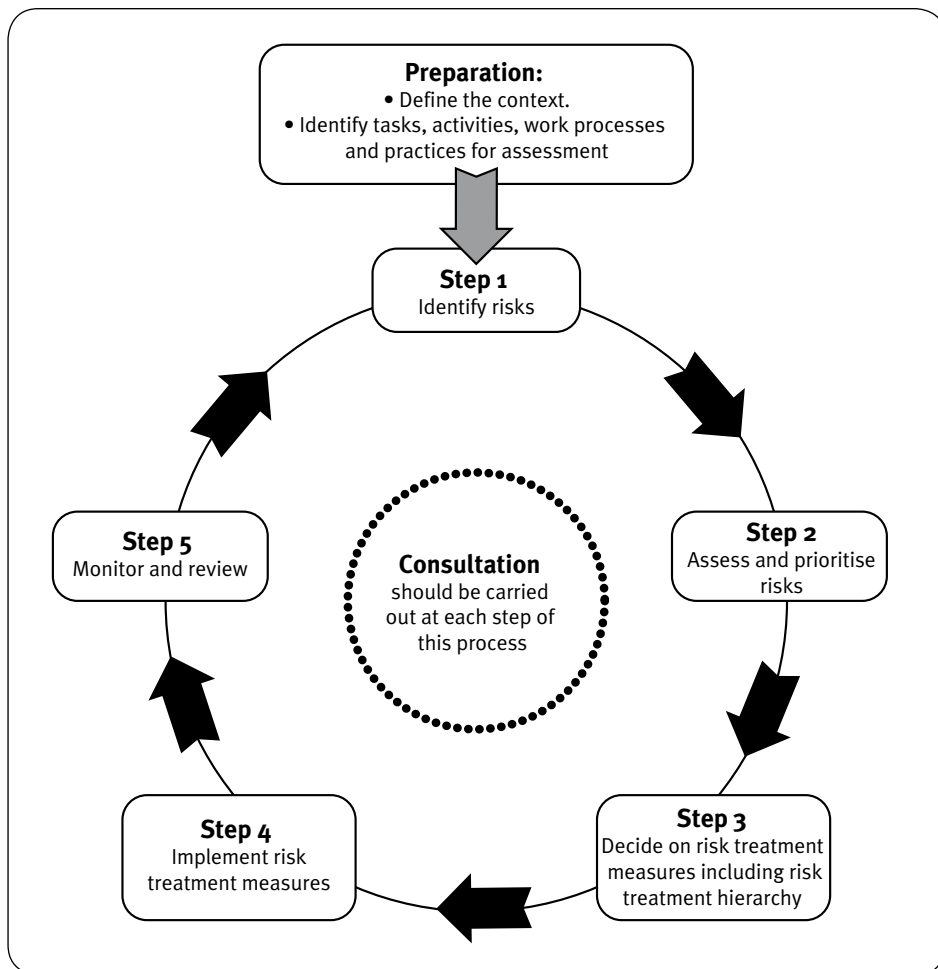 Preparation:
• Define the context.
• Identify tasks, activities, work processes
and practices for assessment
Step 1
Identify risks
Step 2
Assess and prioritise
risks
Step 3
Decide on risk treatment
measures including risk
treatment hierarchy
Step 4
Implement risk
treatment measures
Step 5
Monitor and review
Consultation
should be carried
out at each step of
this process